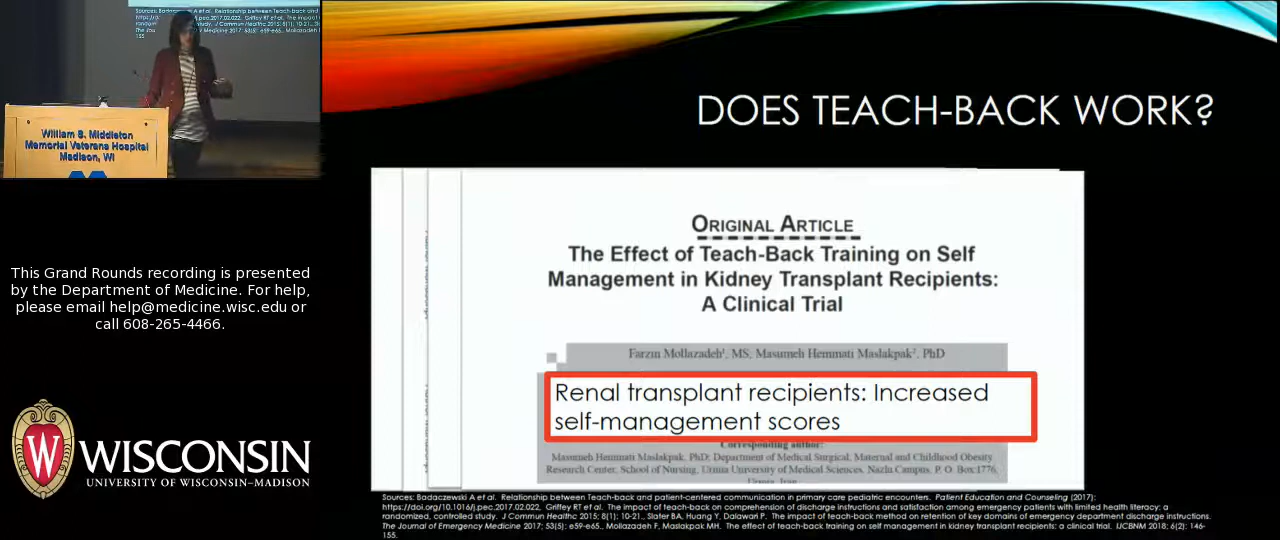 William S. Middleton
Memorial Veterans Hospital
Madison, WI
This Grand Rounds recording is presented
by the Department of Medicine. For help,
please email help@medicine.wisc.edu or
call 608-265-4466.
W
WISCONSIN
UNIVERSITY OF WISCONSIN–MADISON
DOES TEACH-BACK WORK?
ORIGINAL ARTICLE
The Effect of Teach-Back Training on Self
Management in Kidney Transplant Recipients:
A Clinical Trial
Farzin Mollazadeh¹, MS, Masumeh Hemmati Maslakpak², PhD
Renal transplant recipients: Increased
self-management scores
Corresponding author:
Masumeh Hemmati Maslakpak, PhD; Department of Medical Surgical, Maternal and Childhood Obesity
Research Center, School of Nursing, Urmia University of Medical Sciences, Nazlu Campus, P. O. Box:1776,
Urmia, Iran
Sources: Badaczewski A et al. Relationship between Teach-back and patient-centered communication in primary care pediatric encounters. Patient Education and Counseling (2017):
https://doi.org/10.1016/j.pec.2017.02.022. Griffey RT et al. The impact of teach-back on comprehension of discharge instructions and satisfaction among emergency patients with limited health literacy: a
randomized, controlled study. J Commun Healthc 2015; 8(1): 10-21. Slater BA, Huang Y, Dalawari P. The impact of teach-back method on retention of key domains of emergency department discharge instructions.
The Journal of Emergency Medicine 2017; 53(5): e59-e65. Mollazadeh F, Maslakpak MH. The effect of teach-back training on self management in kidney transplant recipients: a clinical trial. IJCBNM 2018; 6(2): 146-
155.